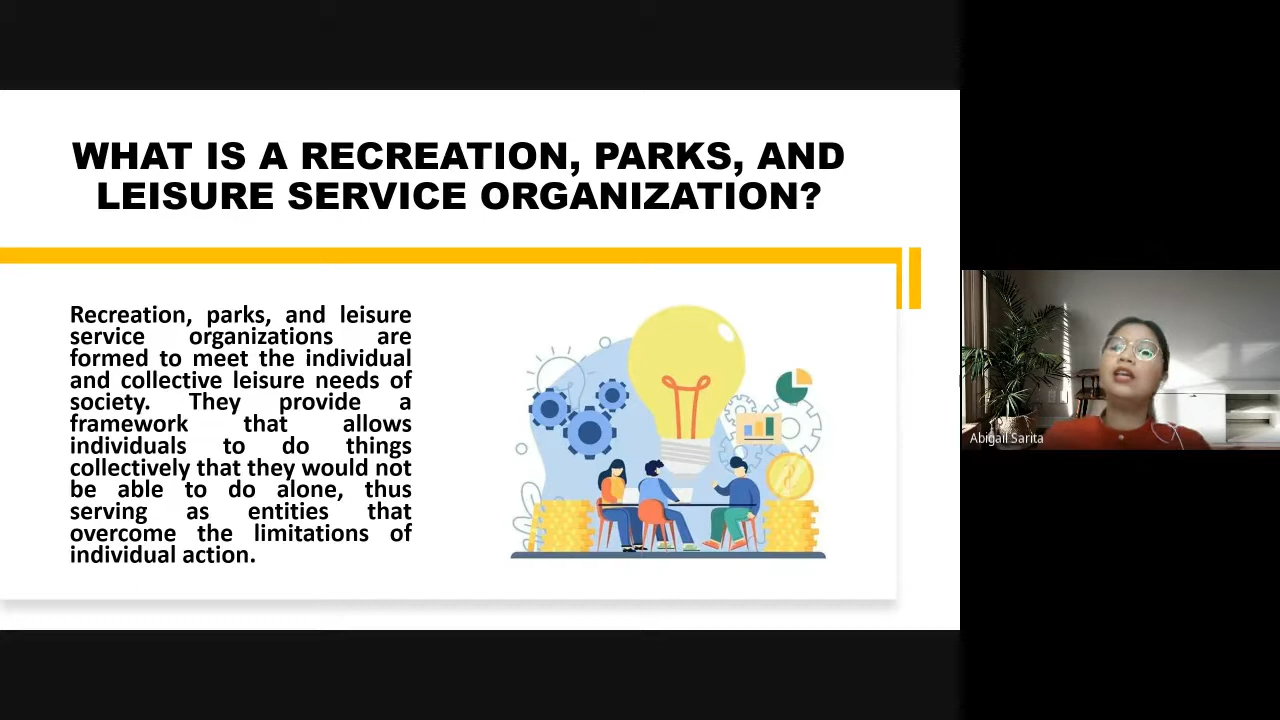 WHAT IS A RECREATION, PARKS, AND
LEISURE SERVICE ORGANIZATION?
Recreation, parks, and leisure
service organizations are
formed to meet the individual
and collective leisure needs of
society. They provide a
framework that allows
individuals to do things
collectively that they would not
be able to do alone, thus
serving as entities that
overcome the limitations of
individual action.
Abigail Sarita